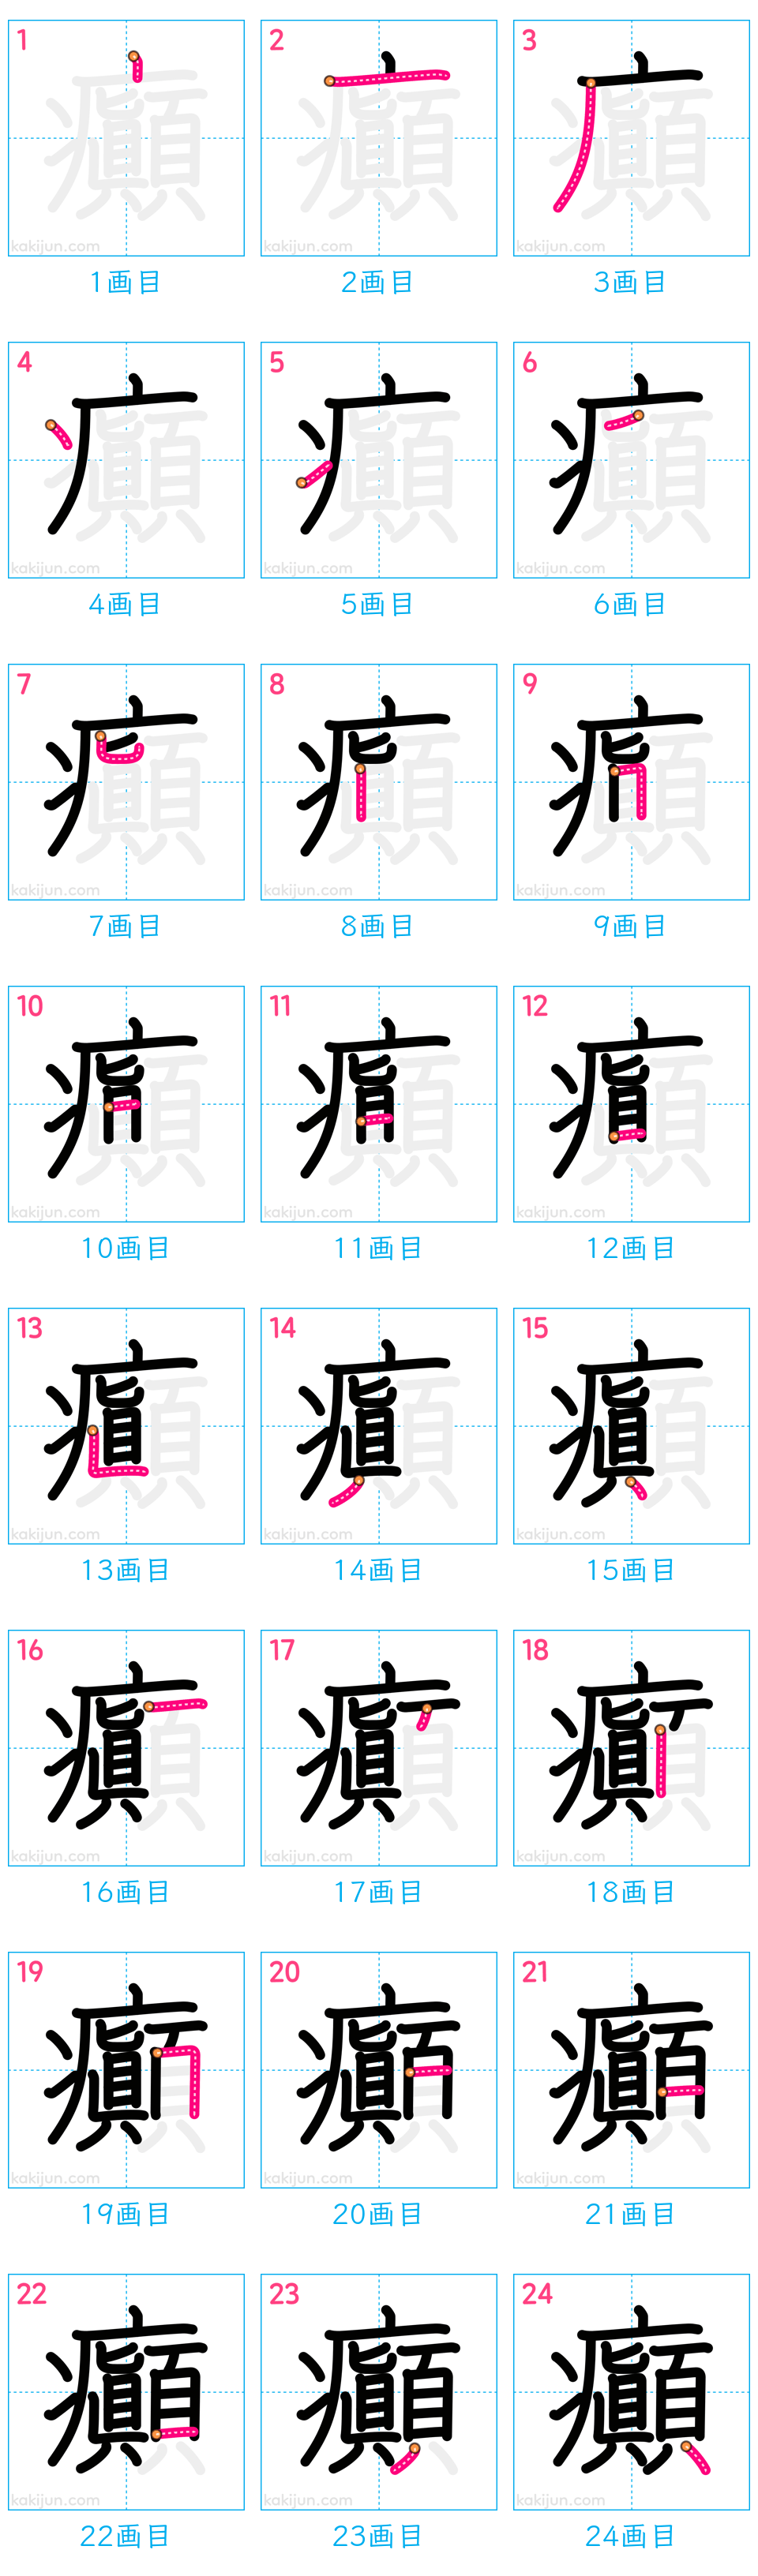 1 2 3
kakijun.com kakijun.com kakijun.com
1画目 2画目 3画目
4 5 6
kakijun.com kakijun.com kakijun.com
4画目 5画目 6画目
7 8 9
kakijun.com kakijun.com kakijun.com
7画目 8画目 9画目
10 11 12
kakijun.com kakijun.com kakijun.com
10画目 11画目 12画目
13 14 15
kakijun.com kakijun.com kakijun.com
13画目 14画目 15画目
16 17 18
kakijun.com kakijun.com kakijun.com
16画目 17画目 18画目
19 20 21
kakijun.com kakijun.com kakijun.com
19画目 20画目 21画目
22 23 24
癲 癲 癲
kakijun.com kakijun.com kakijun.com
22画目 23画目 24画目